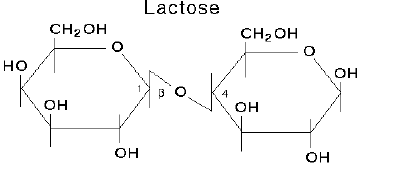 Lactose
CH2OH CH2OH
O O
HO OH
1 β O 4
OH OH
OH OH